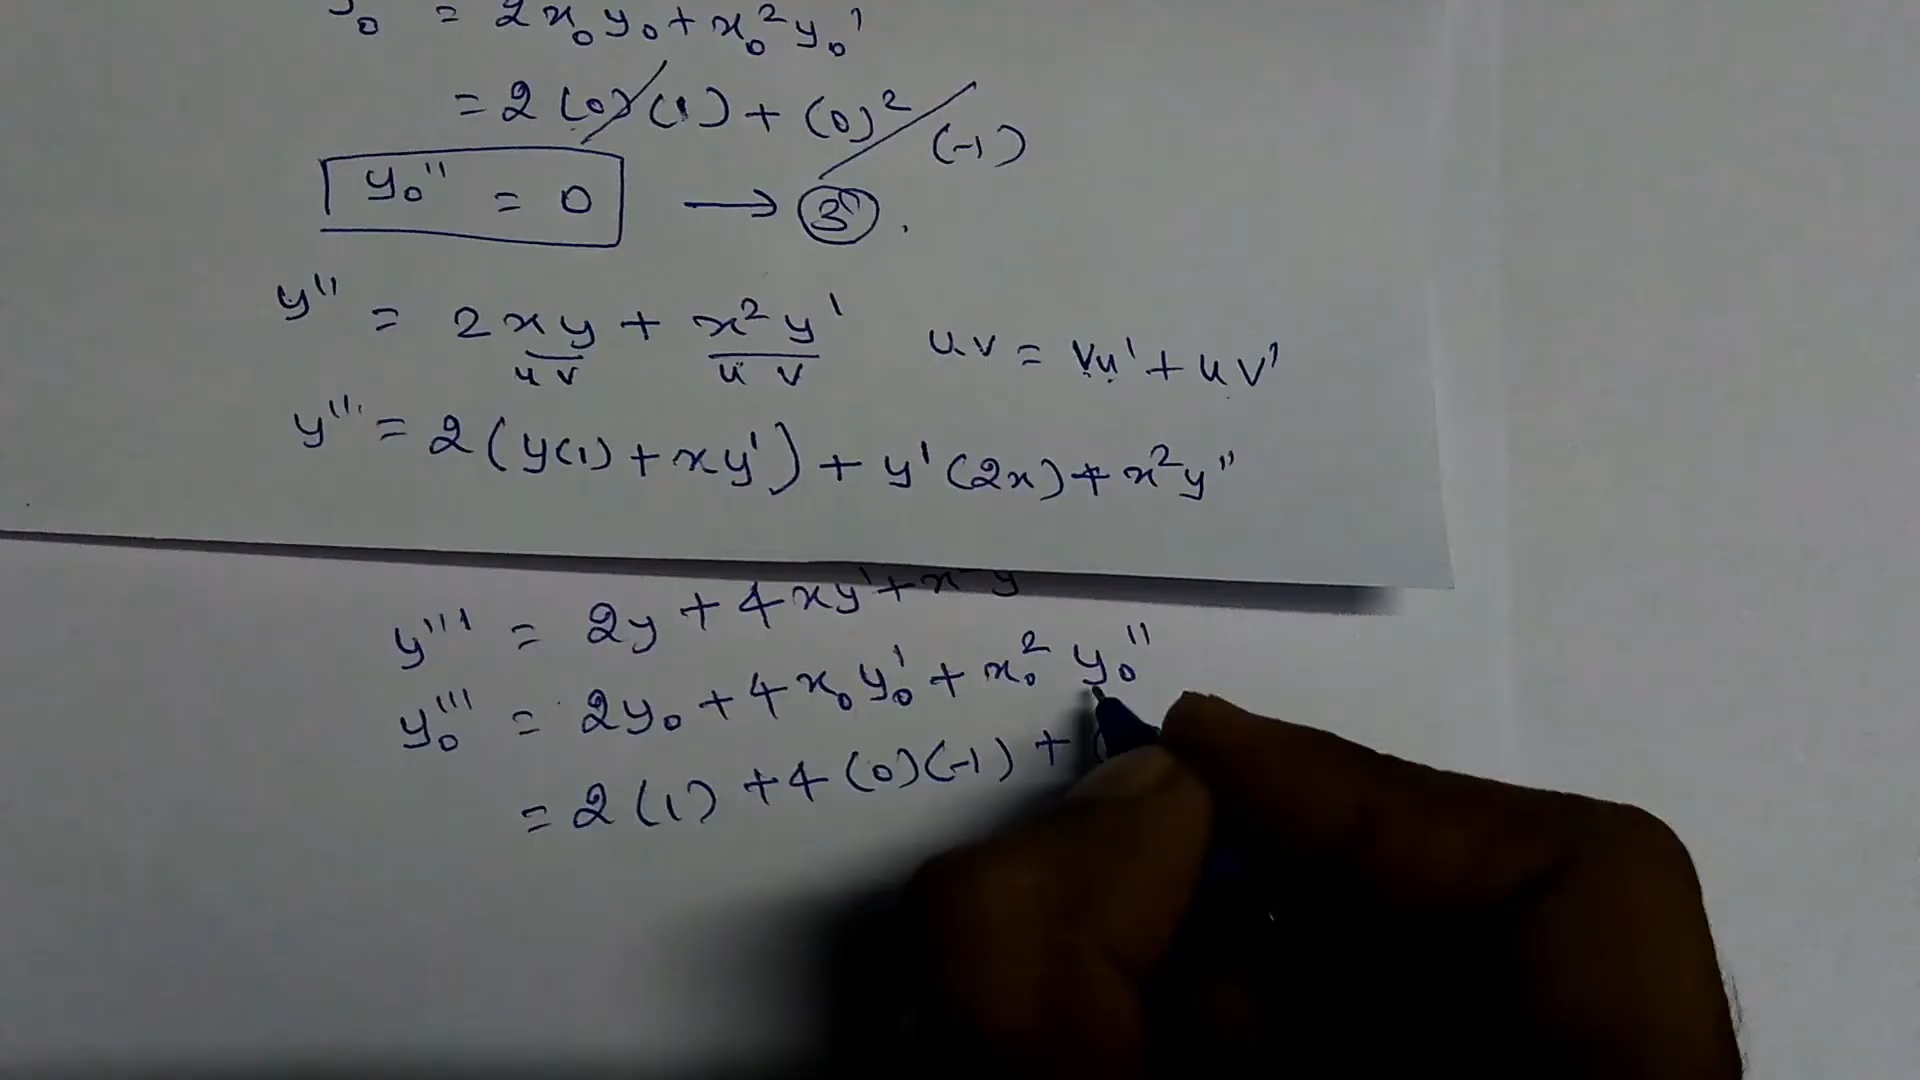 y₀'' = 2x₀y₀ + x₀²y₀'
= 2(0)(1) + (0)²(-1)
y₀'' = 0 → 3
y'' = 2xy + x²y' uv = vu' + uv'
u v u v
y''' = 2(y(1) + xy') + y'(2x) + x²y''
y''' = 2y + 4xy' + x²y
y₀''' = 2y₀ + 4x₀y₀' + x₀²y₀''
= 2(1) + 4(0)(-1) + (